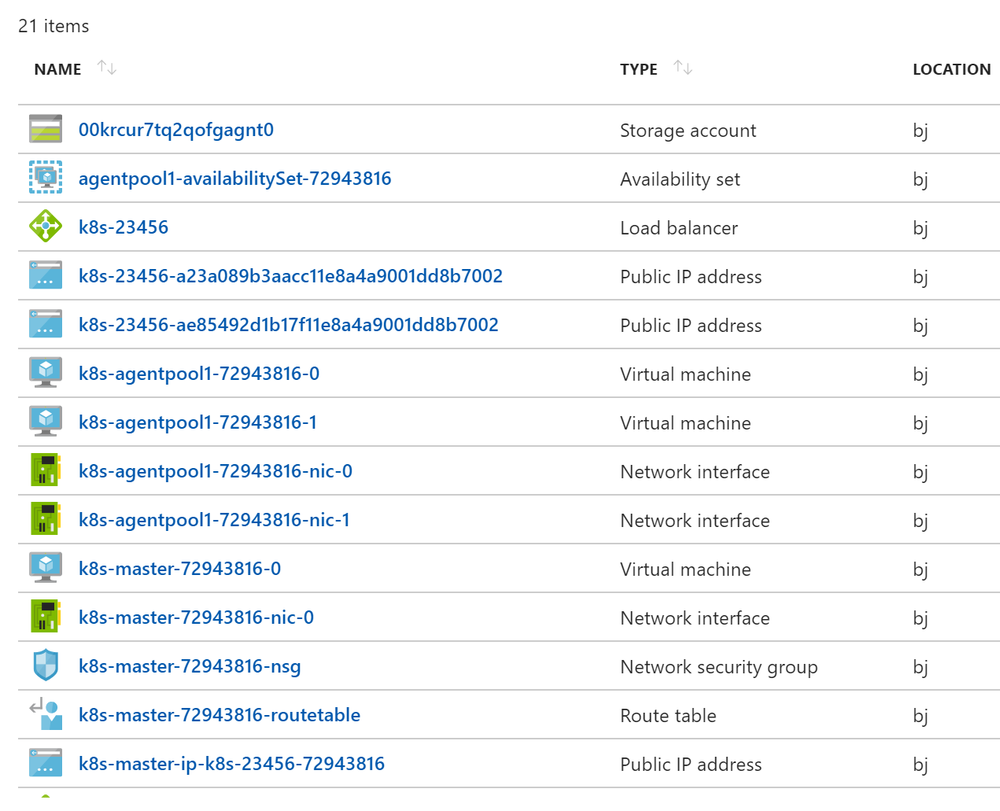 21 items
NAME TYPE LOCATION
00krcur7tq2qofgagnt0 Storage account bj
agentpool1-availabilitySet-72943816 Availability set bj
k8s-23456 Load balancer bj
k8s-23456-a23a089b3aacc11e8a4a9001dd8b7002 Public IP address bj
k8s-23456-ae85492d1b17f11e8a4a9001dd8b7002 Public IP address bj
k8s-agentpool1-72943816-0 Virtual machine bj
k8s-agentpool1-72943816-1 Virtual machine bj
k8s-agentpool1-72943816-nic-0 Network interface bj
k8s-agentpool1-72943816-nic-1 Network interface bj
k8s-master-72943816-0 Virtual machine bj
k8s-master-72943816-nic-0 Network interface bj
k8s-master-72943816-nsg Network security group bj
k8s-master-72943816-routetable Route table bj
k8s-master-ip-k8s-23456-72943816 Public IP address bj